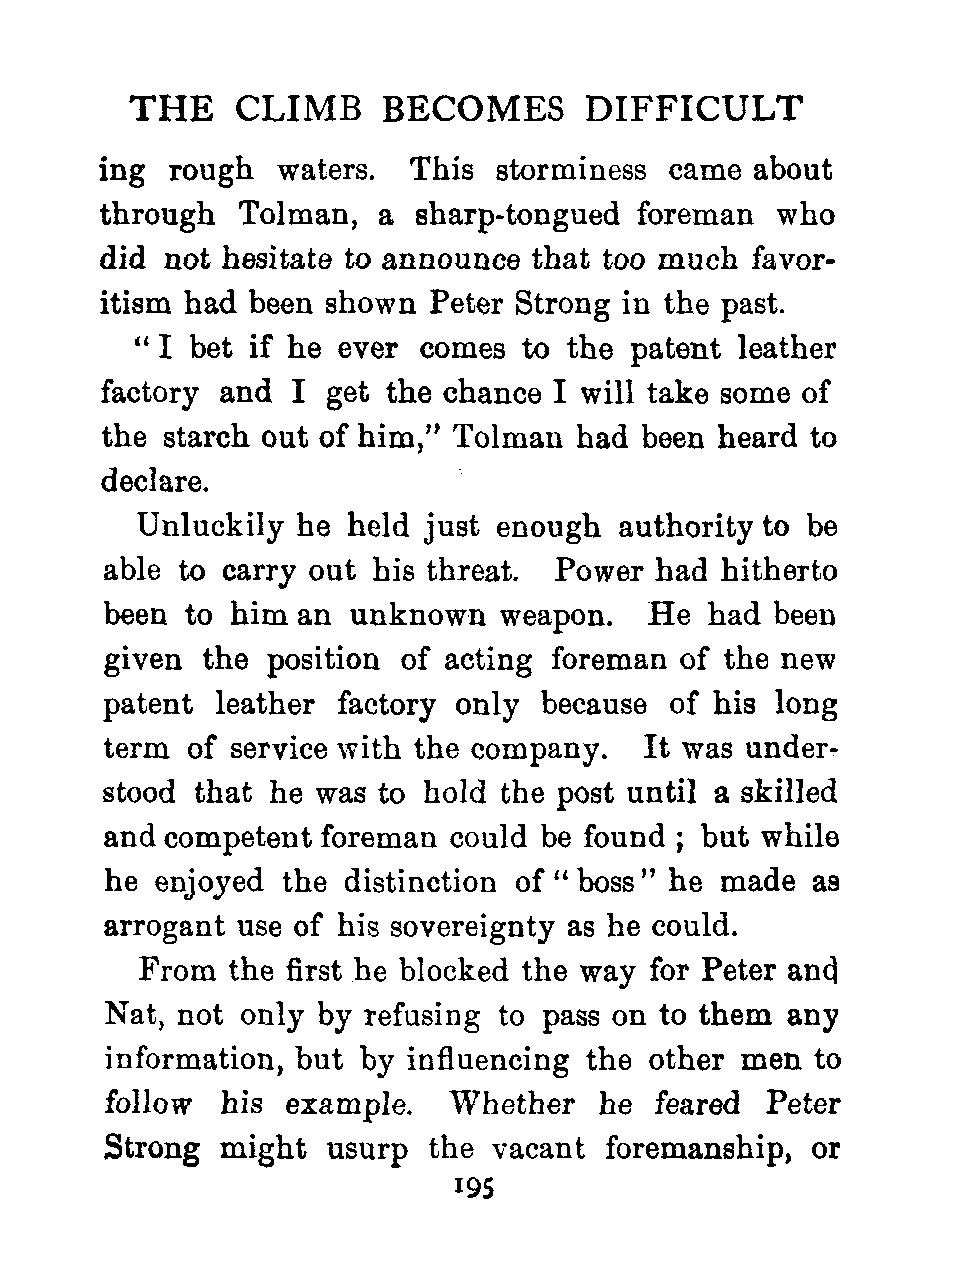 THE CLIMB BECOMES DIFFICULT
ing rough waters. This storminess came about
through Tolman, a sharp-tongued foreman who
did not hesitate to announce that too much favor-
itism had been shown Peter Strong in the past.
“ I bet if he ever comes to the patent leather
factory and I get the chance I will take some of
the starch out of him,” Tolman had been heard to
declare.
Unluckily he held just enough authority to be
able to carry out his threat. Power had hitherto
been to him an unknown weapon. He had been
given the position of acting foreman of the new
patent leather factory only because of his long
term of service with the company. It was under-
stood that he was to hold the post until a skilled
and competent foreman could be found ; but while
he enjoyed the distinction of “ boss ” he made as
arrogant use of his sovereignty as he could.
From the first he blocked the way for Peter and
Nat, not only by refusing to pass on to them any
information, but by influencing the other men to
follow his example. Whether he feared Peter
Strong might usurp the vacant foremanship, or
195